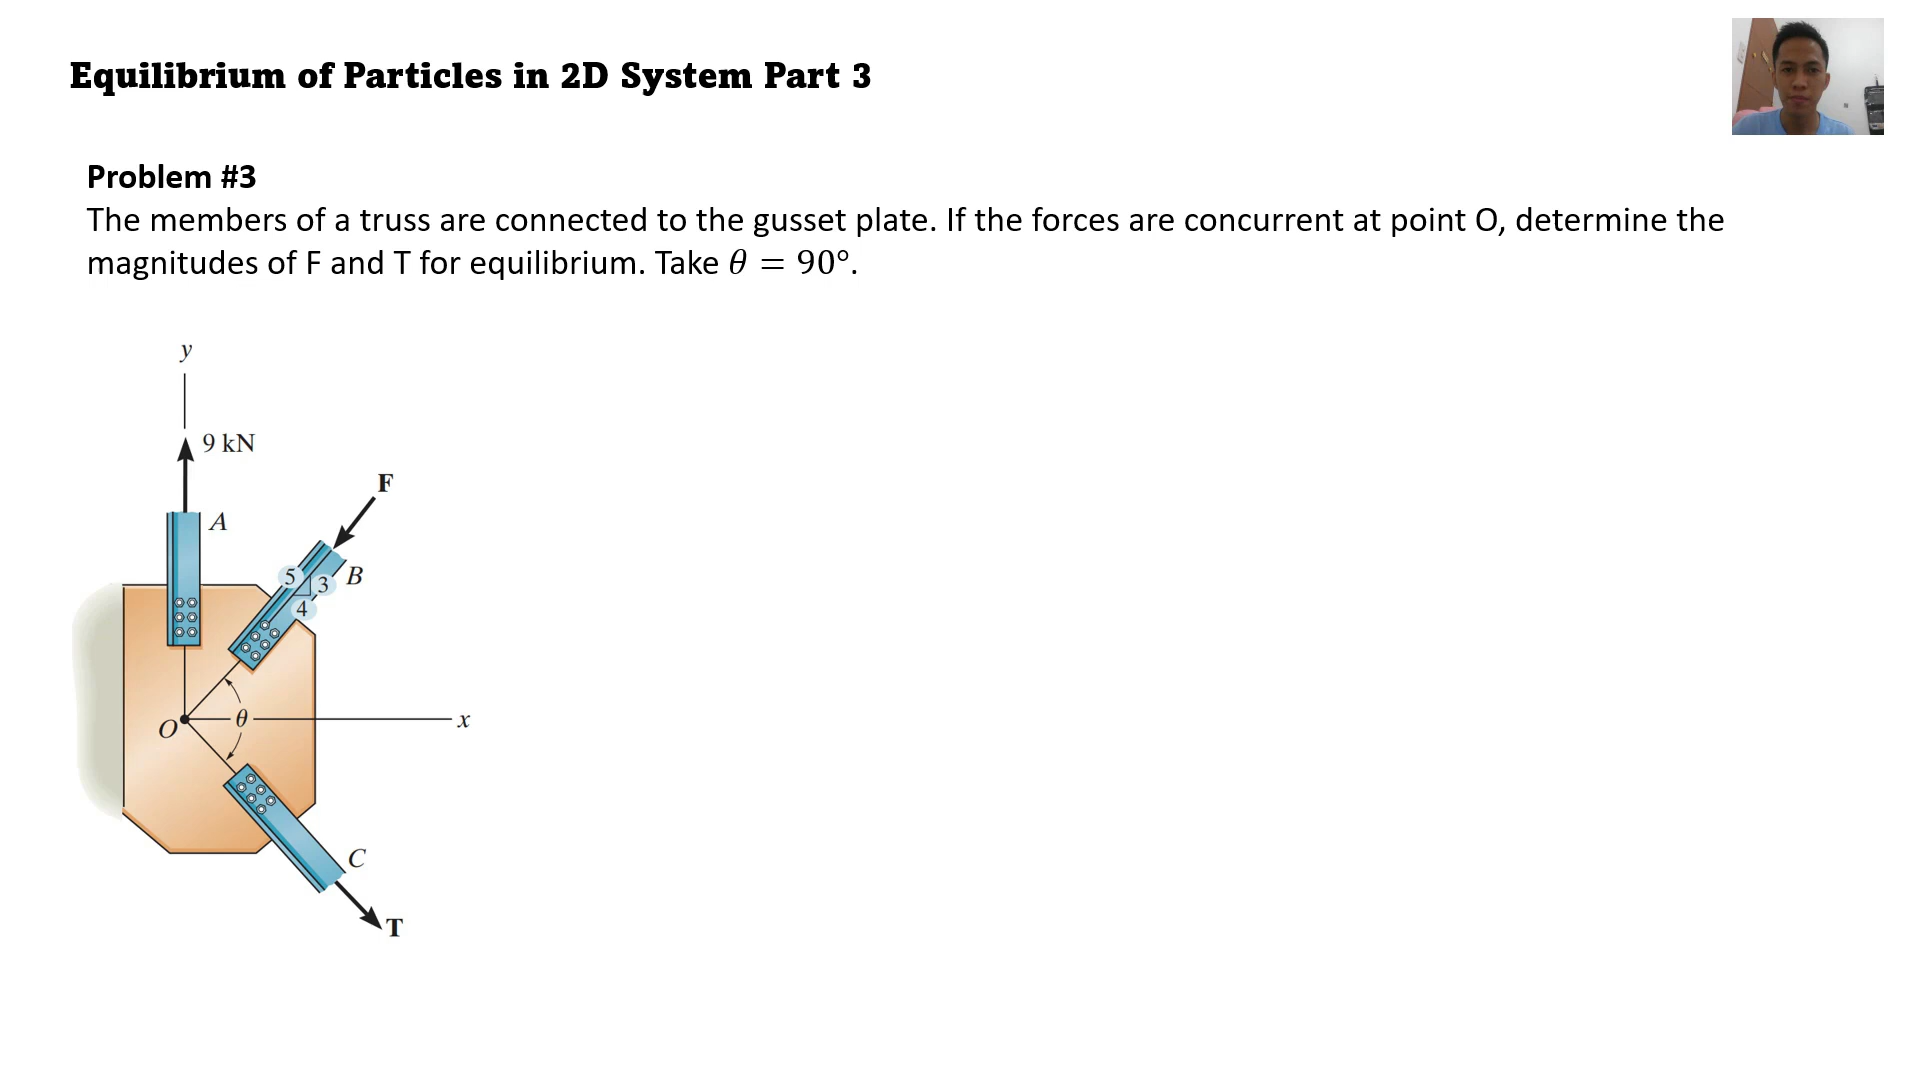 Equilibrium of Particles in 2D System Part 3
Problem #3
The members of a truss are connected to the gusset plate. If the forces are concurrent at point O, determine the
magnitudes of F and T for equilibrium. Take θ = 90°.
y
9 kN
F
A
5
3
B
4
O
θ
x
C
T